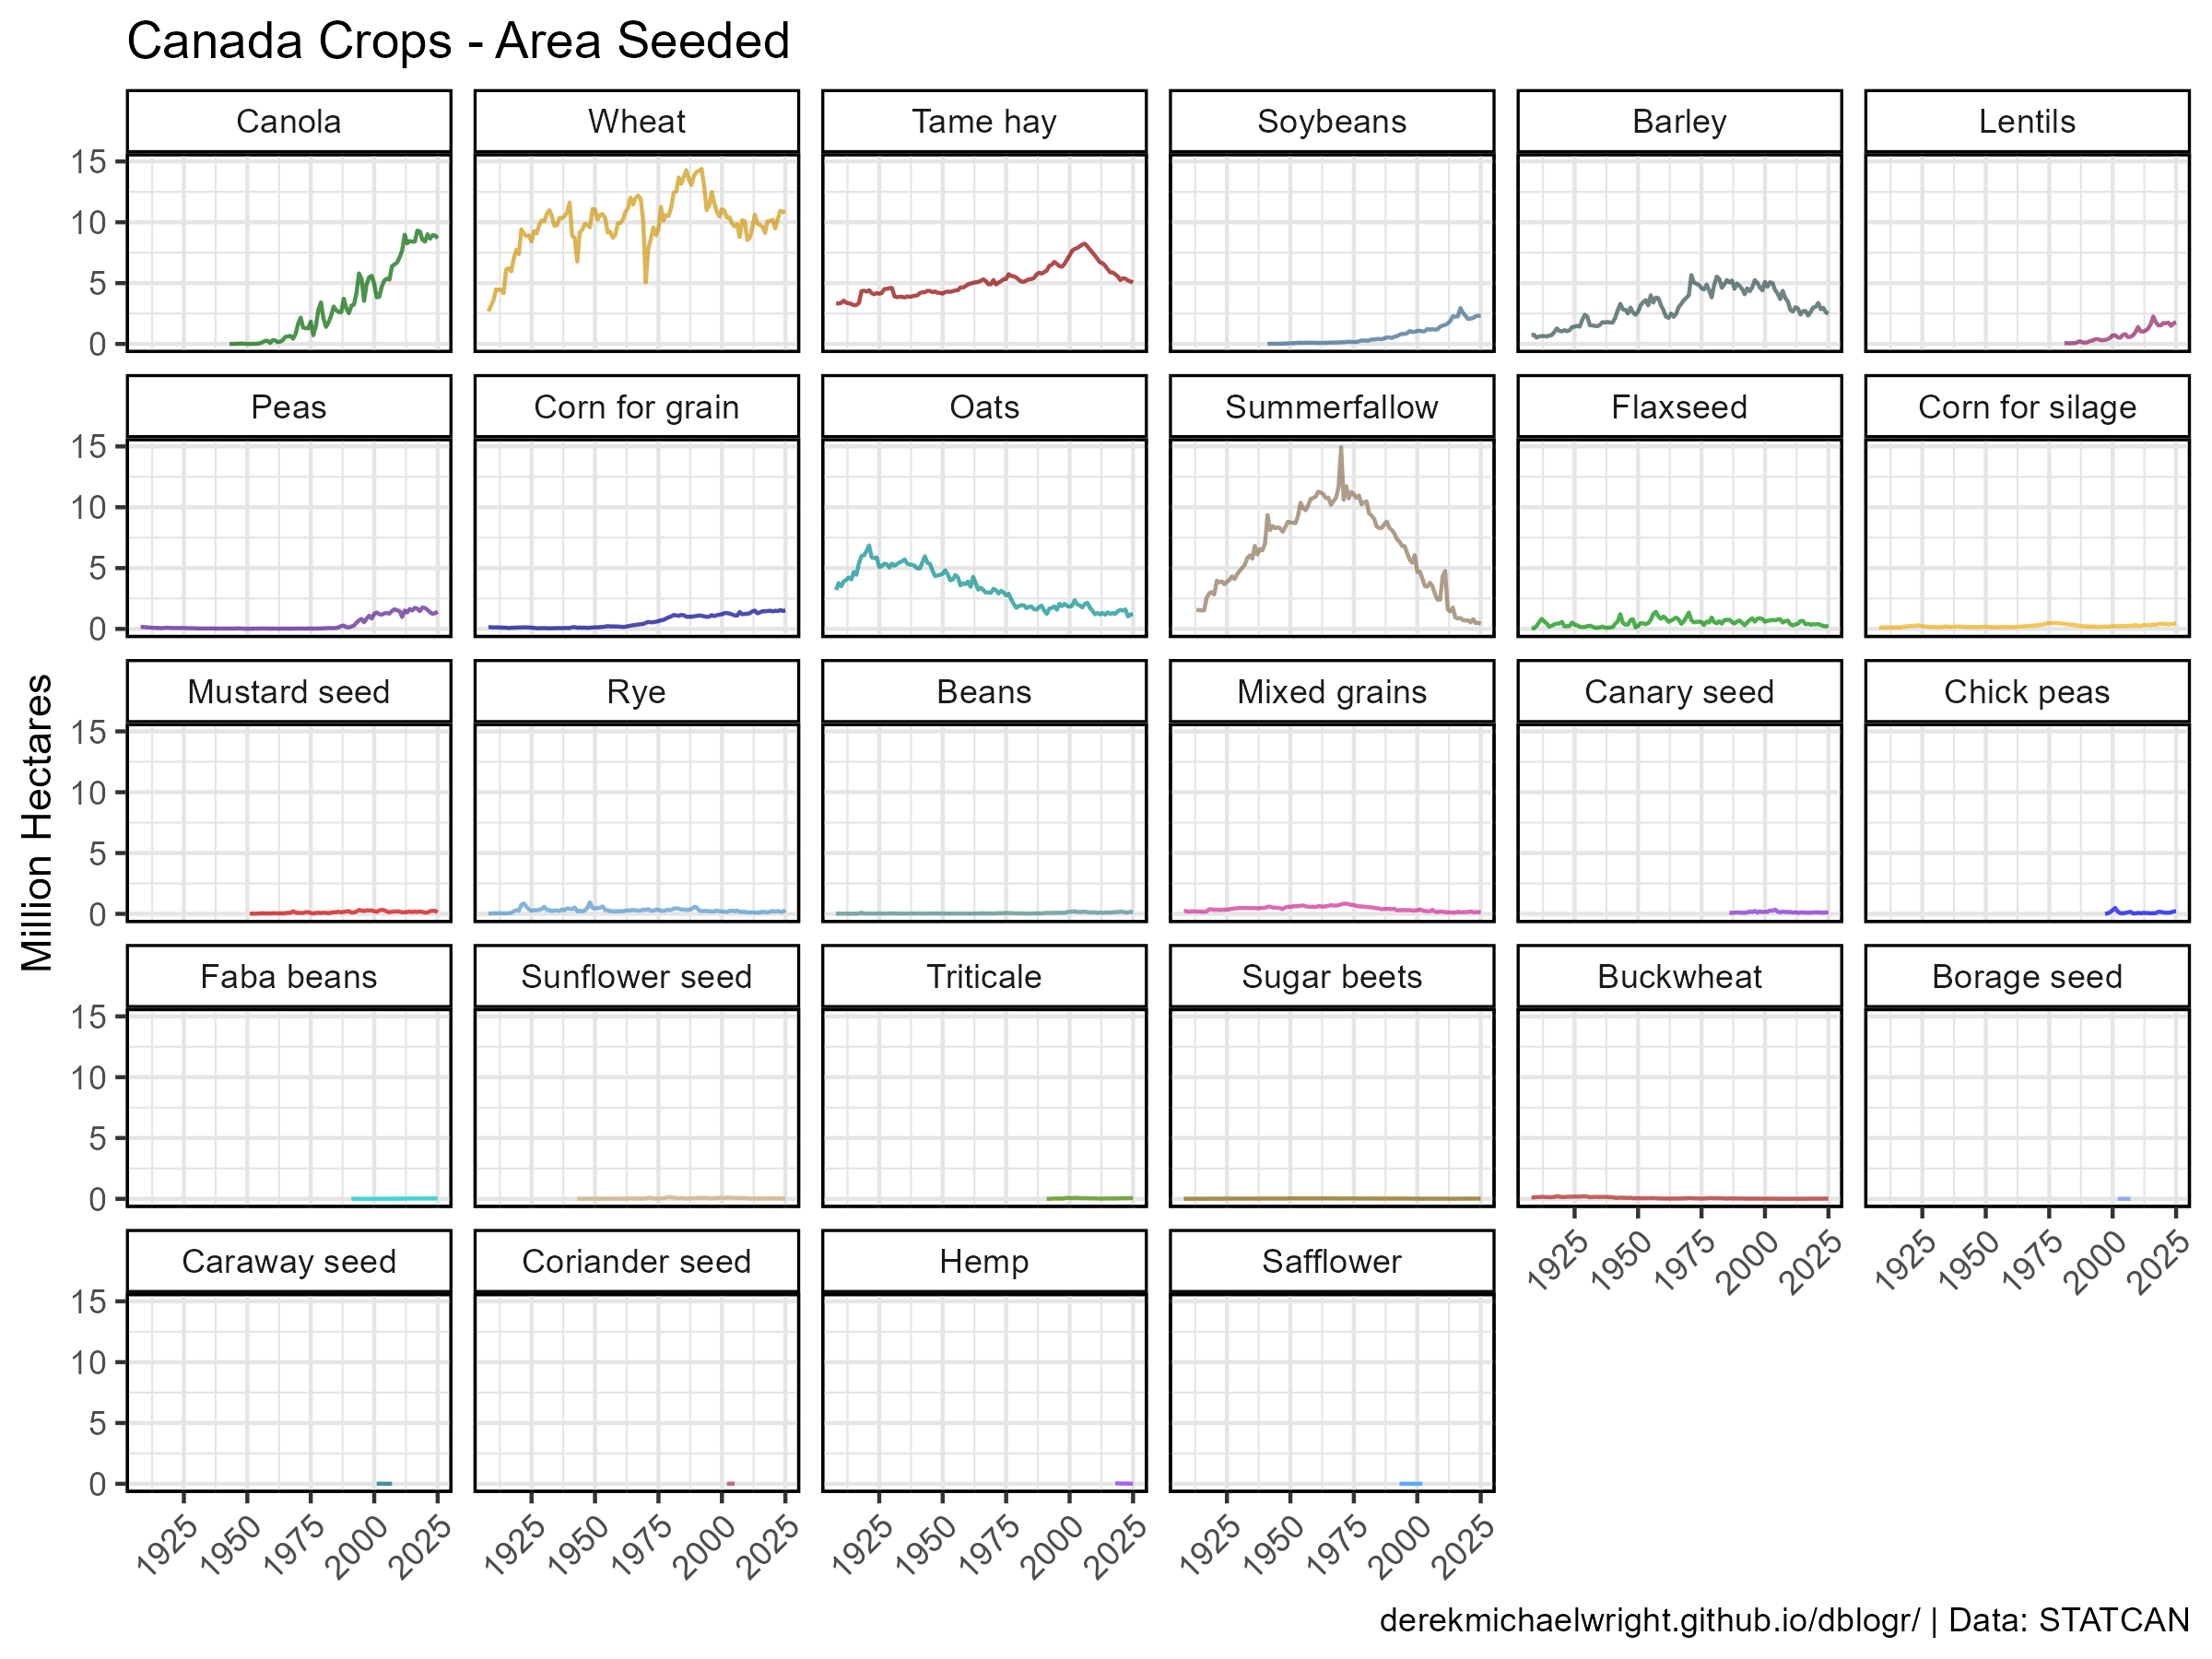 Canada Crops - Area Seeded
Canola Wheat Tame hay Soybeans Barley Lentils
15
10
5
0
Peas Corn for grain Oats Summerfallow Flaxseed Corn for silage
15
10
5
0
Mustard seed Rye Beans Mixed grains Canary seed Chick peas
15
10
5
0
Faba beans Sunflower seed Triticale Sugar beets Buckwheat Borage seed
15
10
5
0
1925 1950 1975 2000 2025 1925 1950 1975 2000 2025
Caraway seed Coriander seed Hemp Safflower
15
10
5
0
1925 1950 1975 2000 2025 1925 1950 1975 2000 2025 1925 1950 1975 2000 2025 1925 1950 1975 2000 2025
Million Hectares
derekmichaelwright.github.io/dblogr/ | Data: STATCAN